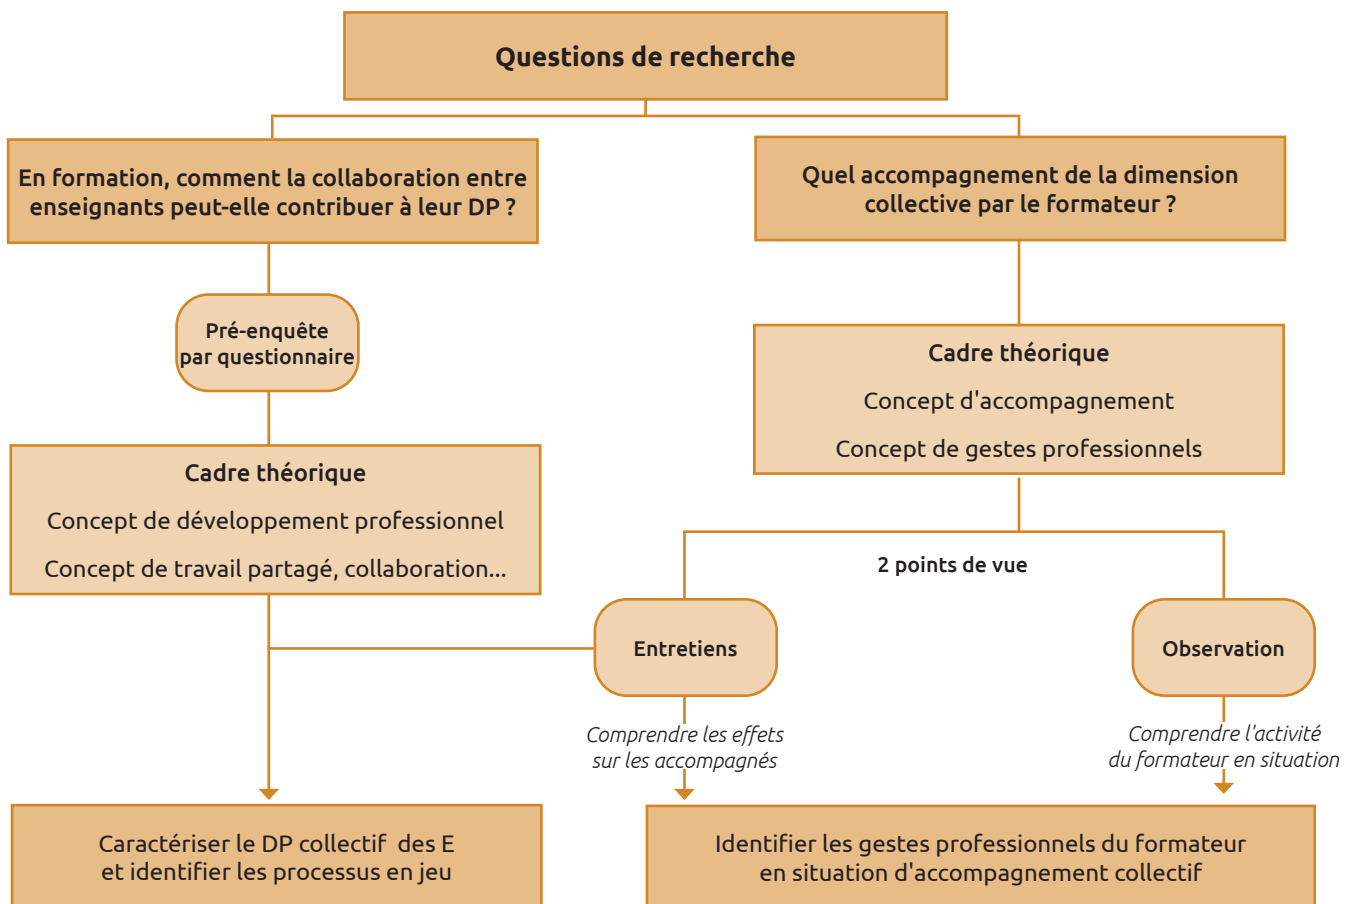 Questions de recherche
En formation, comment la collaboration entre
enseignants peut-elle contribuer à leur DP ?
Quel accompagnement de la dimension
collective par le formateur ?
Pré-enquête
par questionnaire
Cadre théorique
Concept d'accompagnement
Concept de gestes professionnels
Cadre théorique
Concept de développement professionnel
Concept de travail partagé, collaboration...
2 points de vue
Entretiens
Observation
Comprendre les effets
sur les accompagnés
Comprendre l'activité
du formateur en situation
Caractériser le DP collectif des E
et identifier les processus en jeu
Identifier les gestes professionnels du formateur
en situation d'accompagnement collectif